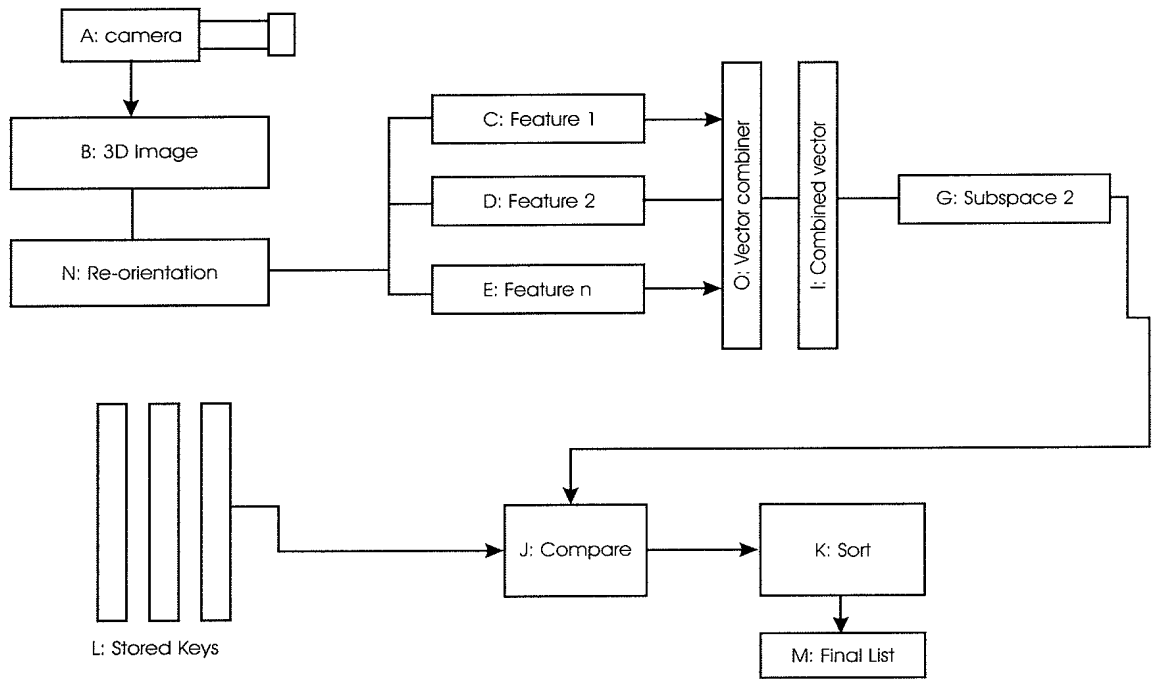 A: camera
B: 3D Image
N: Re-orientation
C: Feature 1
D: Feature 2
E: Feature n
O: Vector combiner
I: Combined vector
G: Subspace 2
L: Stored Keys
J: Compare
K: Sort
M: Final List